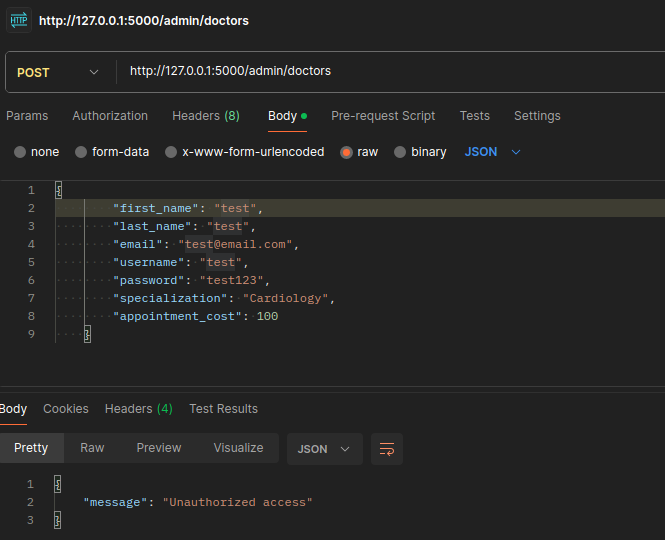 HTTP http://127.0.0.1:5000/admin/doctors
POST http://127.0.0.1:5000/admin/doctors
Params Authorization Headers (8) Body Pre-request Script Tests Settings
none form-data x-www-form-urlencoded raw binary JSON
1 {
2 "first_name": "test",
3 "last_name": "test",
4 "email": "test@email.com",
5 "username": "test",
6 "password": "test123",
7 "specialization": "Cardiology",
8 "appointment_cost": 100
9 }
Body Cookies Headers (4) Test Results
Pretty Raw Preview Visualize JSON
1 {
2 "message": "Unauthorized access"
3 }